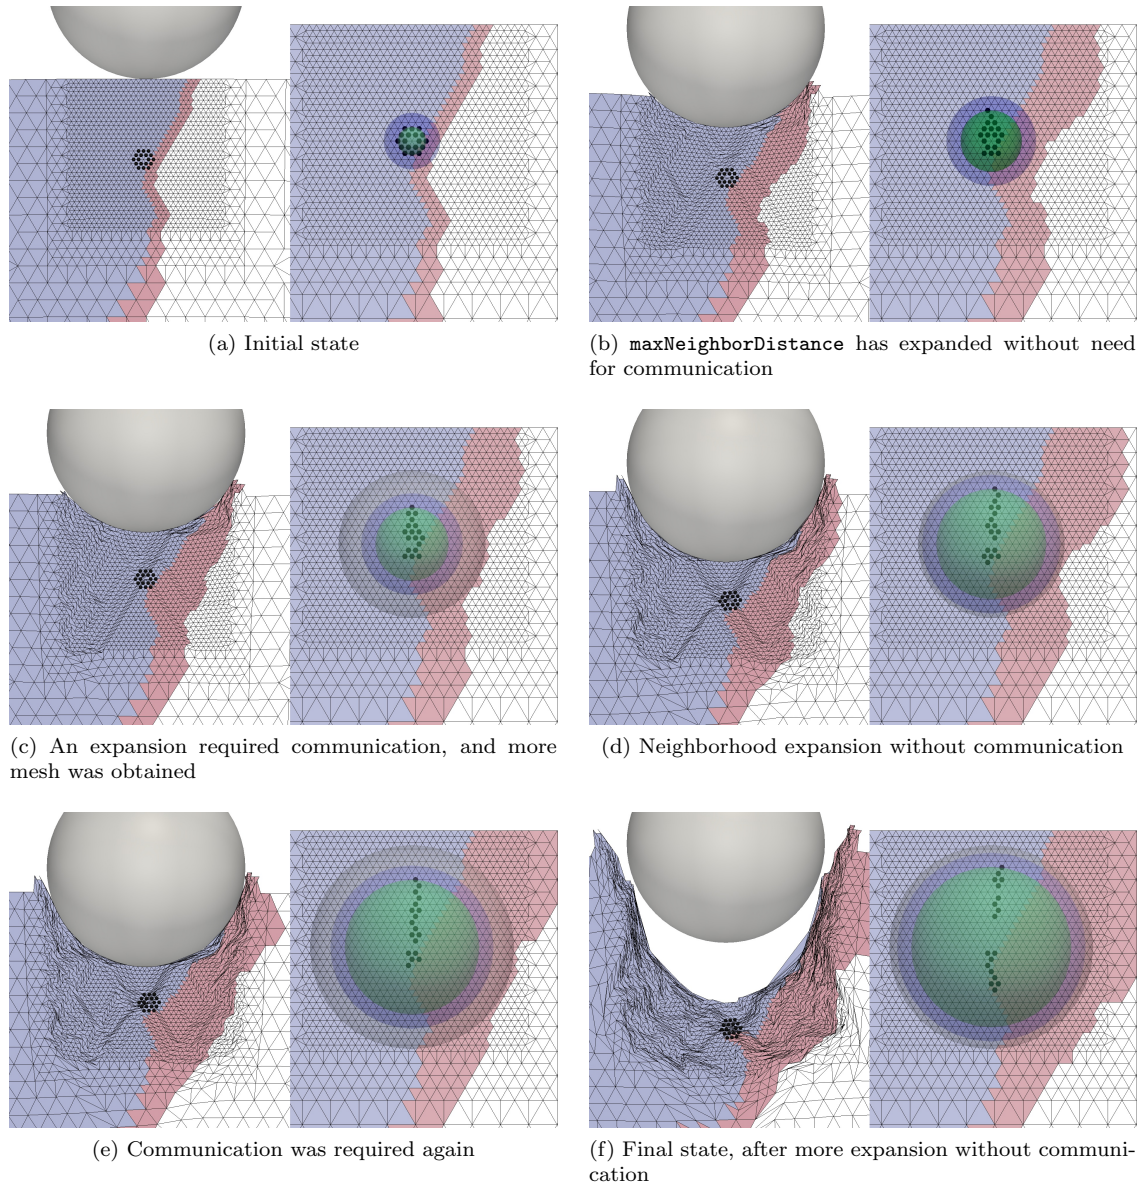 (a) Initial state
(b) maxNeighborDistance has expanded without need
for communication
(c) An expansion required communication, and more
mesh was obtained
(d) Neighborhood expansion without communication
(e) Communication was required again
(f) Final state, after more expansion without communi-
cation